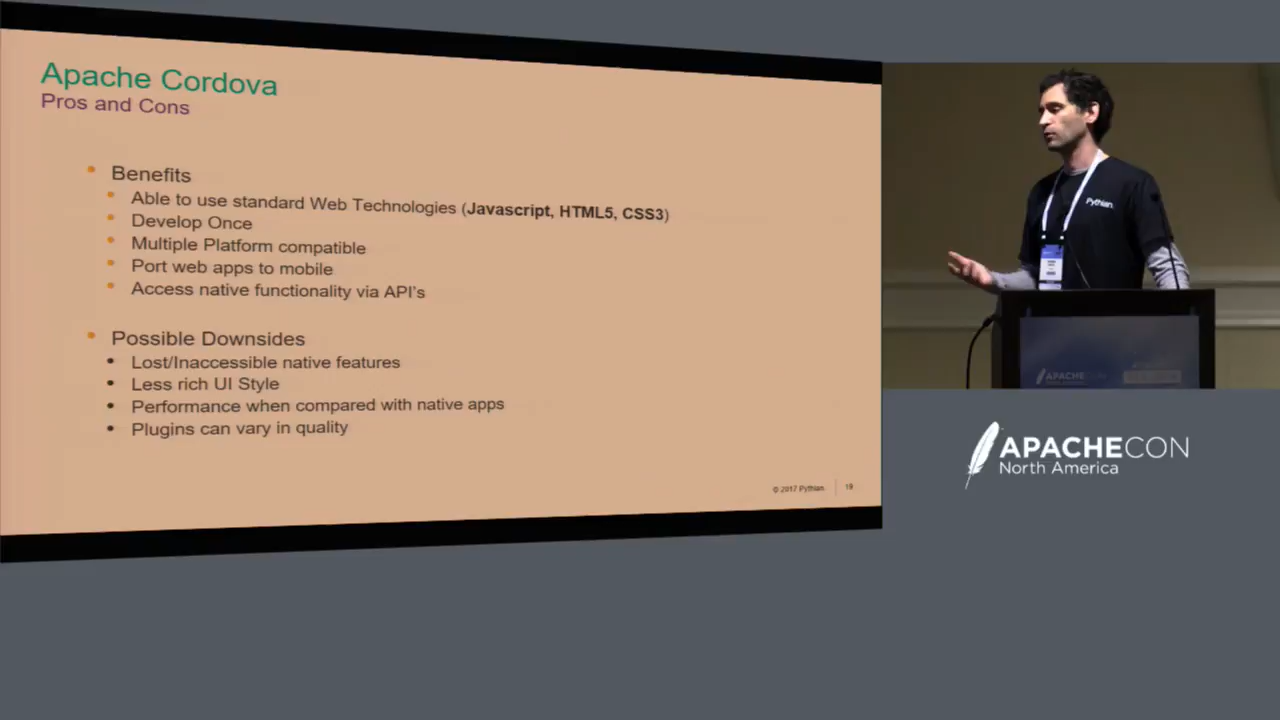 Apache Cordova
Pros and Cons
Benefits
Able to use standard Web Technologies (Javascript, HTML5, CSS3)
Develop Once
Multiple Platform compatible
Port web apps to mobile
Access native functionality via API's
Possible Downsides
Lost/Inaccessible native features
Less rich UI Style
Performance when compared with native apps
Plugins can vary in quality
© 2017 Pythian. 19
Pythian.
APACHECON
APACHECON
North America